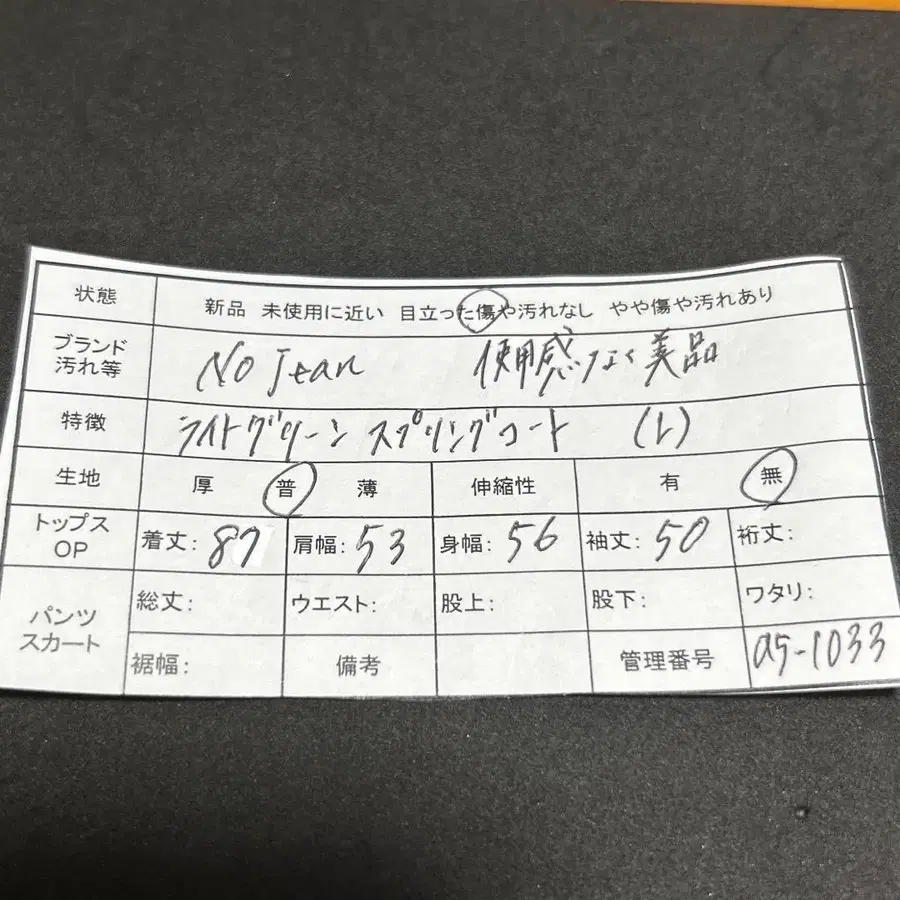 状態 新品 未使用に近い 目立った傷や汚れなし やや傷や汚れあり
ブランド
汚れ等 No Jean 使用感なく美品
特徴 ライトグリーン スプリングコート (L)
生地 厚 普 薄 伸縮性 有 無
トップス
OP 着丈: 87 肩幅: 53 身幅: 56 袖丈: 50 裄丈:
パンツ
スカート 総丈: ウエスト: 股上: 股下: ワタリ:
裾幅: 備考 管理番号 a5-1033